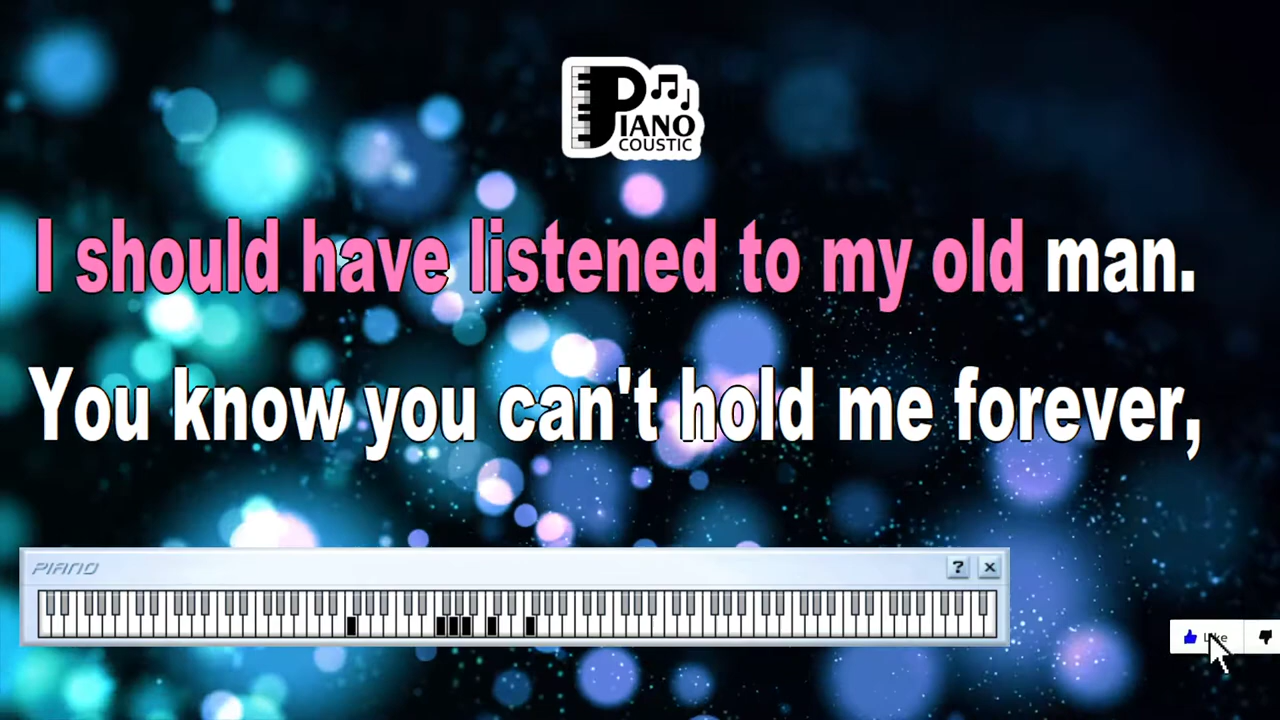 PIANO
COUSTIC
I should have listened to my old man.
You know you can't hold me forever,
PIANO
? ×
Like